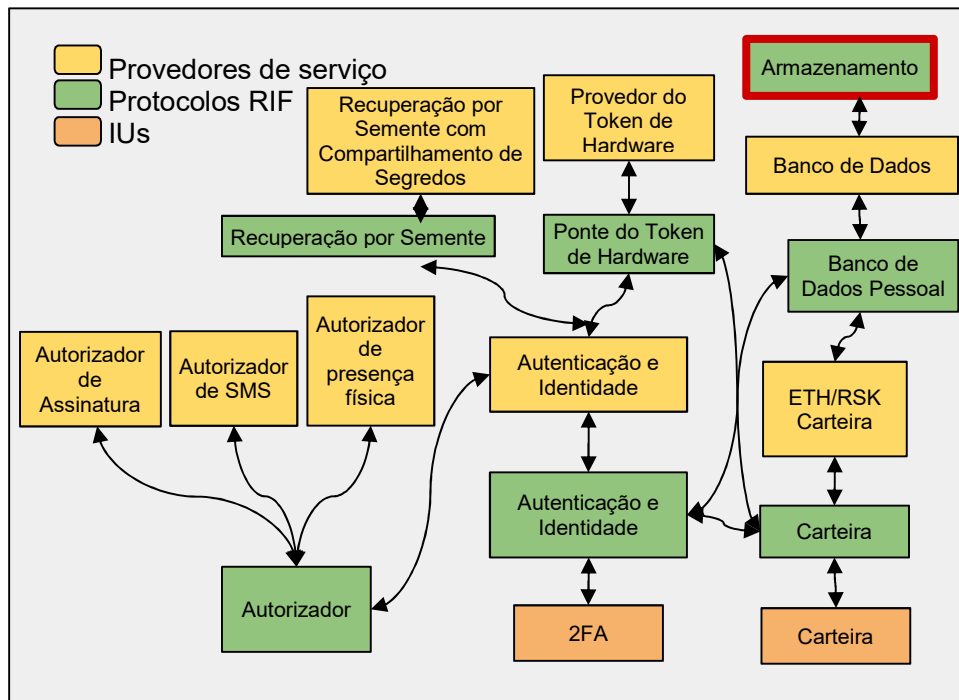 Provedores de serviço
Protocolos RIF
IUs
Recuperação por
Semente com
Compartilhamento de
Segredos
Provedor do
Token de
Hardware
Armazenamento
Banco de Dados
Recuperação por Semente
Ponte do Token
de Hardware
Banco de
Dados Pessoal
Autorizador
de
Assinatura
Autorizador
de SMS
Autorizador
de
presença
física
Autenticação e
Identidade
ETH/RSK
Carteira
Autenticação e
Identidade
Carteira
Autorizador
2FA
Carteira